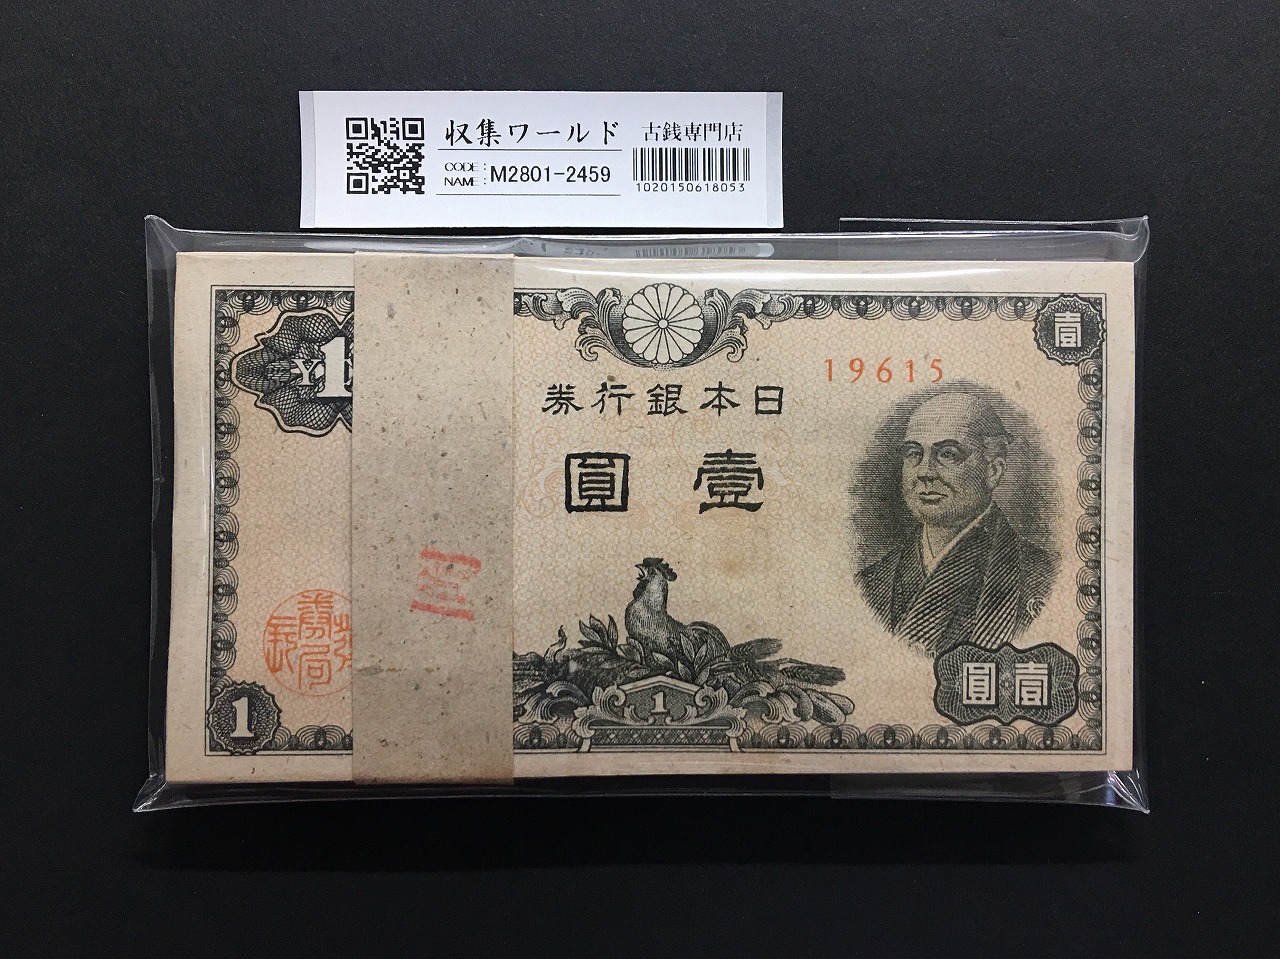 収集ワールド 古銭専門店
CODE:
NAME: M2801-2459
1020150618053
壹
19615
日本銀行券
壹圓
1
1
壹圓